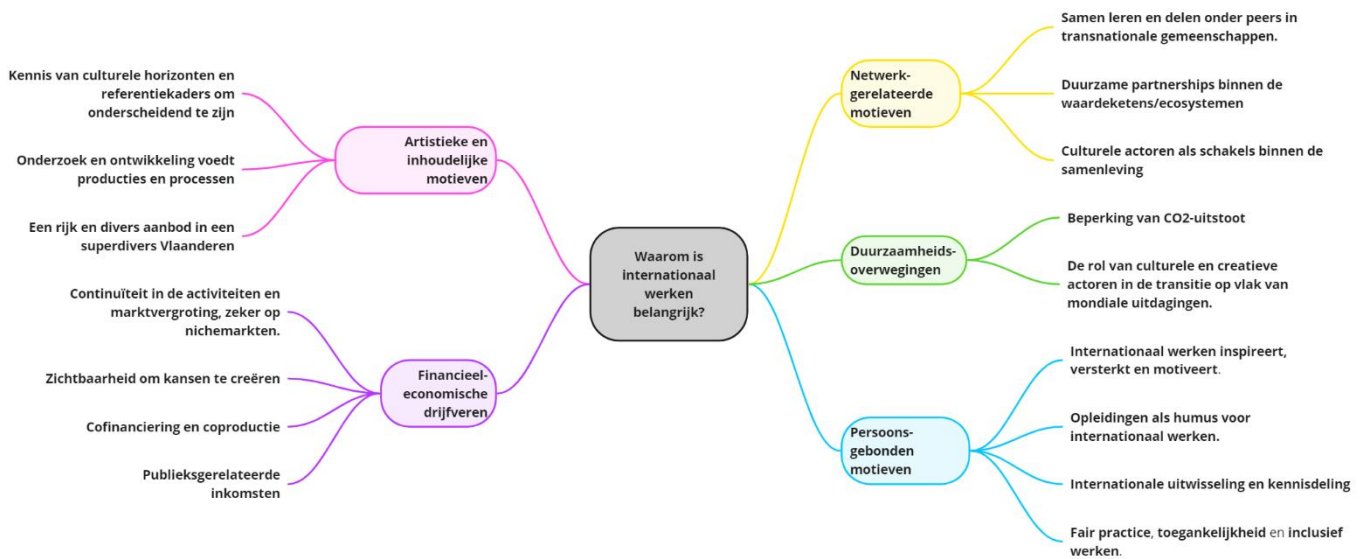 Waarom is
internationaal
werken
belangrijk?
Artistieke en
inhoudelijke
motieven
Kennis van culturele horizonten en
referentiekaders om
onderscheidend te zijn
Onderzoek en ontwikkeling voedt
producties en processen
Een rijk en divers aanbod in een
superdivers Vlaanderen
Financieel-
economische
drijfveren
Continuïteit in de activiteiten en
marktvergroting, zeker op
nichemarkten.
Zichtbaarheid om kansen te creëren
Cofinanciering en coproductie
Publieksgerelateerde
inkomsten
Netwerk-
gerelateerde
motieven
Samen leren en delen onder peers in
transnationale gemeenschappen.
Duurzame partnerships binnen de
waardeketens/ecosystemen
Culturele actoren als schakels binnen de
samenleving
Duurzaamheids-
overwegingen
Beperking van CO2-uitstoot
De rol van culturele en creatieve
actoren in de transitie op vlak van
mondiale uitdagingen.
Persoons-
gebonden
motieven
Internationaal werken inspireert,
versterkt en motiveert.
Opleidingen als humus voor
internationaal werken.
Internationale uitwisseling en kennisdeling
Fair practice, toegankelijkheid en inclusief
werken.